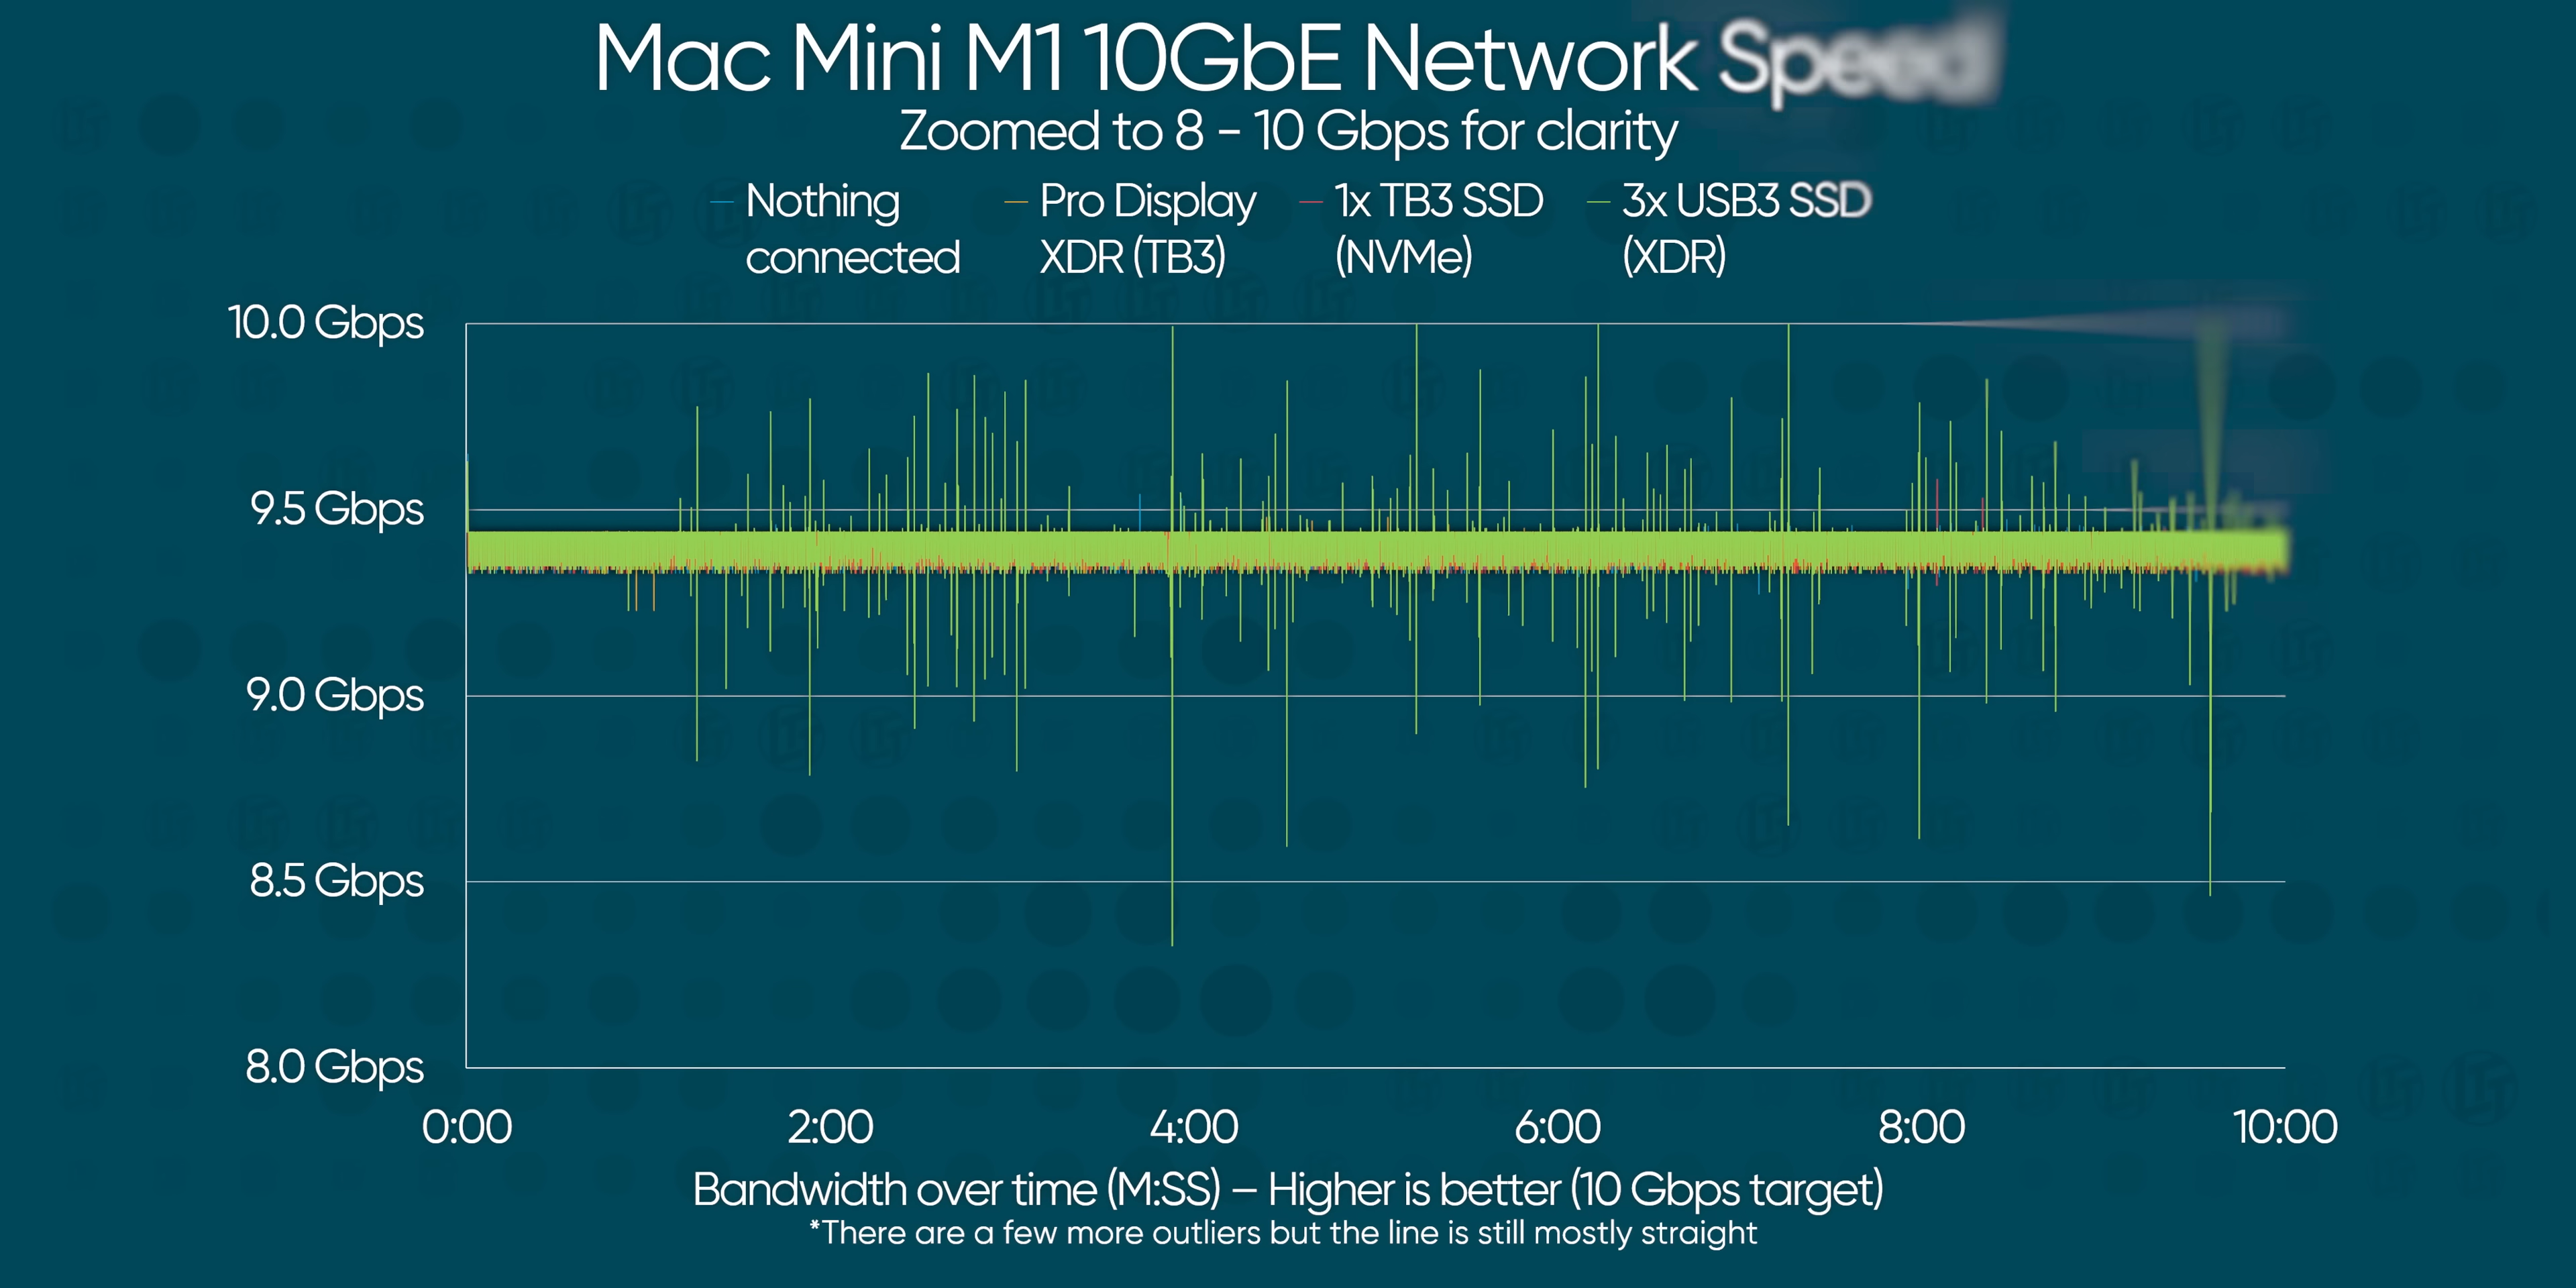 Mac Mini M1 10GbE Network Speed
Zoomed to 8 - 10 Gbps for clarity
Nothing connected
Pro Display XDR (TB3)
1x TB3 SSD (NVMe)
3x USB3 SSD (XDR)
10.0 Gbps
9.5 Gbps
9.0 Gbps
8.5 Gbps
8.0 Gbps
0:00 2:00 4:00 6:00 8:00 10:00
Bandwidth over time (M:SS) – Higher is better (10 Gbps target)
*There are a few more outliers but the line is still mostly straight